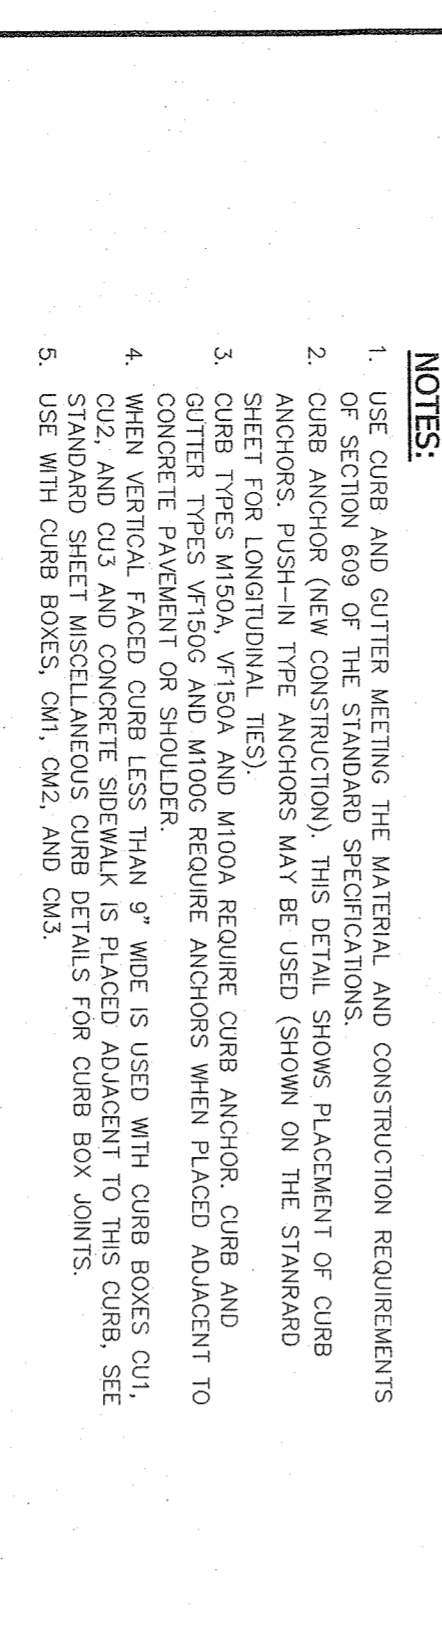 NOTES:
1. USE CURB AND GUTTER MEETING THE MATERIAL AND CONSTRUCTION REQUIREMENTS
OF SECTION 609 OF THE STANDARD SPECIFICATIONS.
2. CURB ANCHOR (NEW CONSTRUCTION). THIS DETAIL SHOWS PLACEMENT OF CURB
ANCHORS. PUSH-IN TYPE ANCHORS MAY BE USED (SHOWN ON THE STANRARD
SHEET FOR LONGITUDINAL TIES).
3. CURB TYPES M150A, VF150A AND M100A REQUIRE CURB ANCHOR. CURB AND
GUTTER TYPES VF150G AND M100G REQUIRE ANCHORS WHEN PLACED ADJACENT TO
CONCRETE PAVEMENT OR SHOULDER.
4. WHEN VERTICAL FACED CURB LESS THAN 9" WIDE IS USED WITH CURB BOXES CU1,
CU2, AND CU3 AND CONCRETE SIDEWALK IS PLACED ADJACENT TO THIS CURB, SEE
STANDARD SHEET MISCELLANEOUS CURB DETAILS FOR CURB BOX JOINTS.
5. USE WITH CURB BOXES, CM1, CM2, AND CM3.